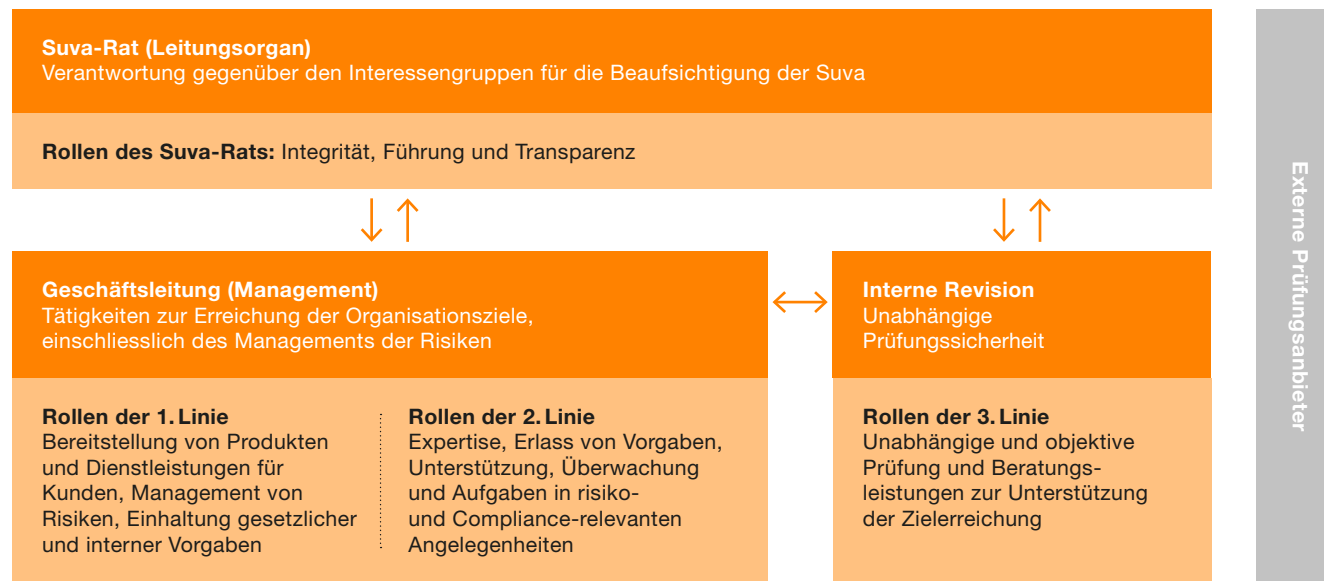 Suva-Rat (Leitungsorgan)
Verantwortung gegenüber den Interessengruppen für die Beaufsichtigung der Suva
Rollen des Suva-Rats: Integrität, Führung und Transparenz
Geschäftsleitung (Management)
Tätigkeiten zur Erreichung der Organisationsziele,
einschliesslich des Managements der Risiken
Interne Revision
Unabhängige
Prüfungssicherheit
Rollen der 1. Linie
Bereitstellung von Produkten
und Dienstleistungen für
Kunden, Management von
Risiken, Einhaltung gesetzlicher
und interner Vorgaben
Rollen der 2. Linie
Expertise, Erlass von Vorgaben,
Unterstützung, Überwachung
und Aufgaben in risiko-
und Compliance-relevanten
Angelegenheiten
Rollen der 3. Linie
Unabhängige und objektive
Prüfung und Beratungs-
leistungen zur Unterstützung
der Zielerreichung
Externe Prüfungsanbieter